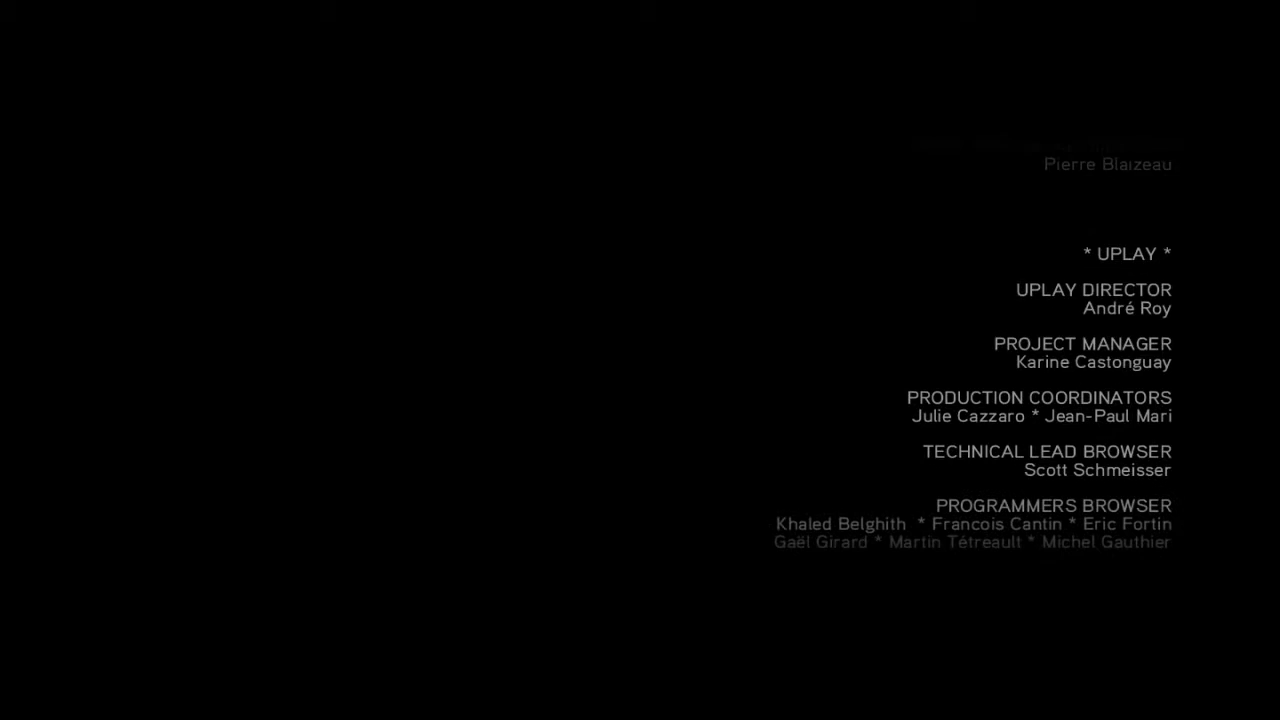 Pierre Blaizeau
* UPLAY *
UPLAY DIRECTOR
André Roy
PROJECT MANAGER
Karine Castonguay
PRODUCTION COORDINATORS
Julie Cazzaro * Jean-Paul Mari
TECHNICAL LEAD BROWSER
Scott Schmeisser
PROGRAMMERS BROWSER
Khaled Belghith * Francois Cantin * Eric Fortin
Gaël Girard * Martin Tétreault * Michel Gauthier